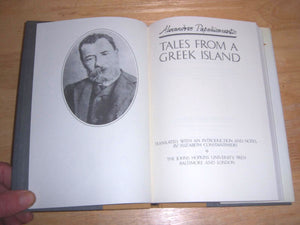 Alexandros Papadiamantis
TALES FROM A
GREEK ISLAND
TRANSLATED, WITH AN INTRODUCTION AND NOTES
BY ELIZABETH CONSTANTINIDES
THE JOHNS HOPKINS UNIVERSITY PRESS
BALTIMORE AND LONDON